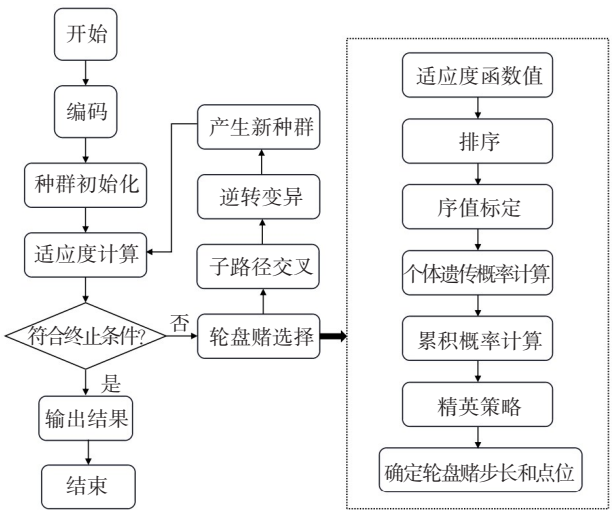 开始
编码
种群初始化
适应度计算
符合终止条件?
是
输出结果
结束
否
轮盘赌选择
子路径交叉
逆转变异
产生新种群
适应度函数值
排序
序值标定
个体遗传概率计算
累积概率计算
精英策略
确定轮盘赌步长和点位